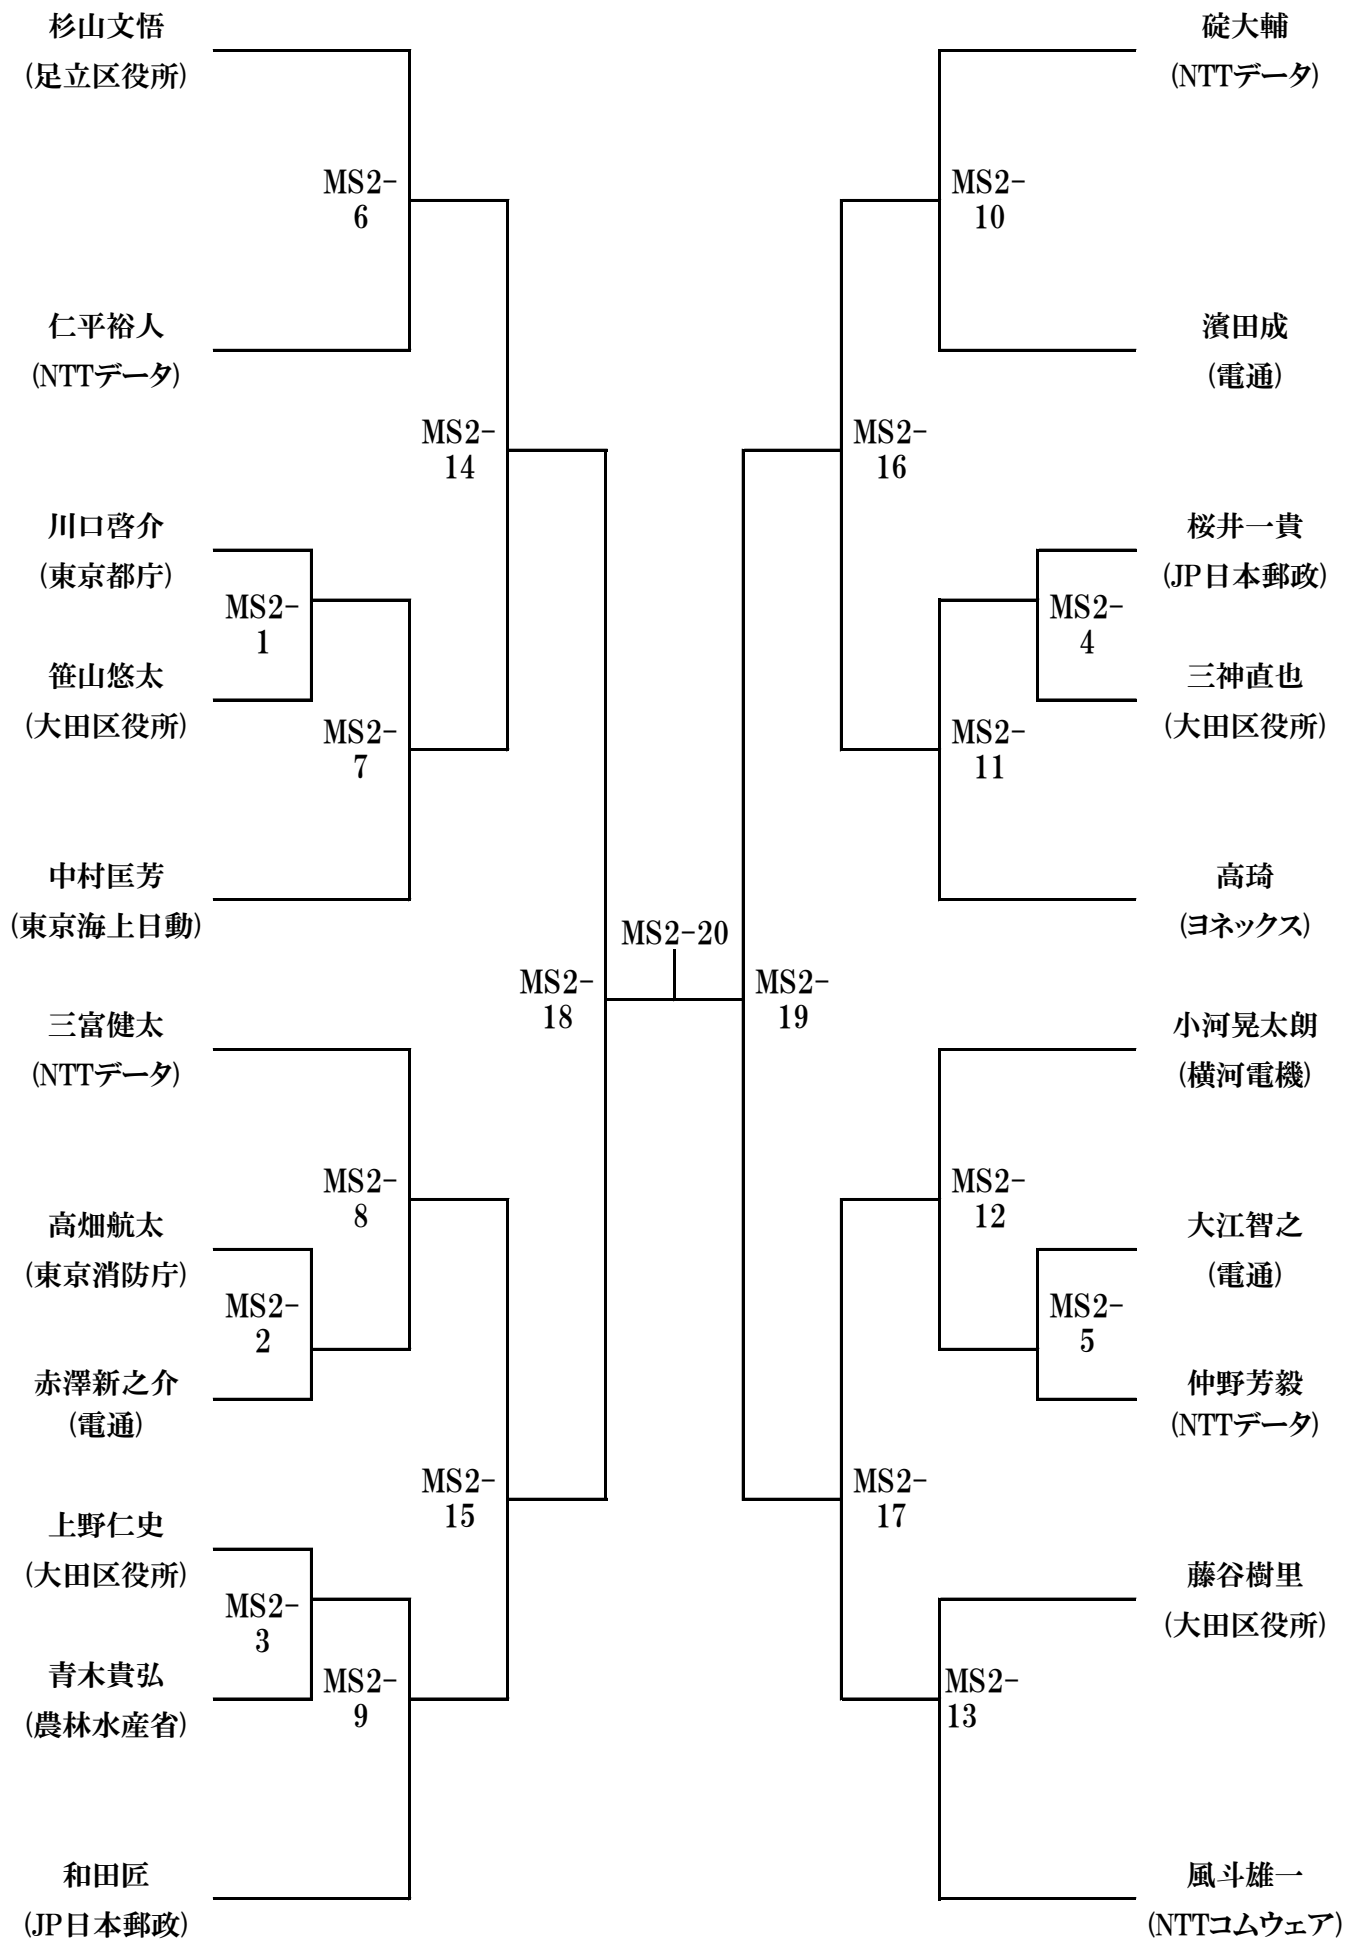 杉山文悟
(足立区役所)
MS2-
6
仁平裕人
(NTTデータ)
MS2-
14
川口啓介
(東京都庁)
MS2-
1
笹山悠太
(大田区役所)
MS2-
7
中村匡芳
(東京海上日動)
MS2-
18
三富健太
(NTTデータ)
MS2-
8
高畑航太
(東京消防庁)
MS2-
2
赤澤新之介
(電通)
MS2-
15
上野仁史
(大田区役所)
MS2-
3
青木貴弘
(農林水産省)
MS2-
9
和田匠
(JP日本郵政)
MS2-20
碇大輔
(NTTデータ)
MS2-
10
濱田成
(電通)
MS2-
16
桜井一貴
(JP日本郵政)
MS2-
4
三神直也
(大田区役所)
MS2-
11
高琦
(ヨネックス)
MS2-
19
小河晃太朗
(横河電機)
MS2-
12
大江智之
(電通)
MS2-
5
仲野芳毅
(NTTデータ)
MS2-
17
藤谷樹里
(大田区役所)
MS2-
13
風斗雄一
(NTTコムウェア)